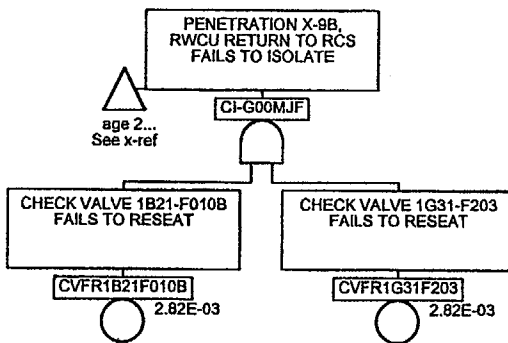 PENETRATION X-9B,
RWCU RETURN TO RCS
FAILS TO ISOLATE
CI-G00MJF
age 2...
See x-ref
CHECK VALVE 1B21-F010B
FAILS TO RESEAT
CHECK VALVE 1G31-F203
FAILS TO RESEAT
CVFR1B21F010B
2.82E-03
CVFR1G31F203
2.82E-03